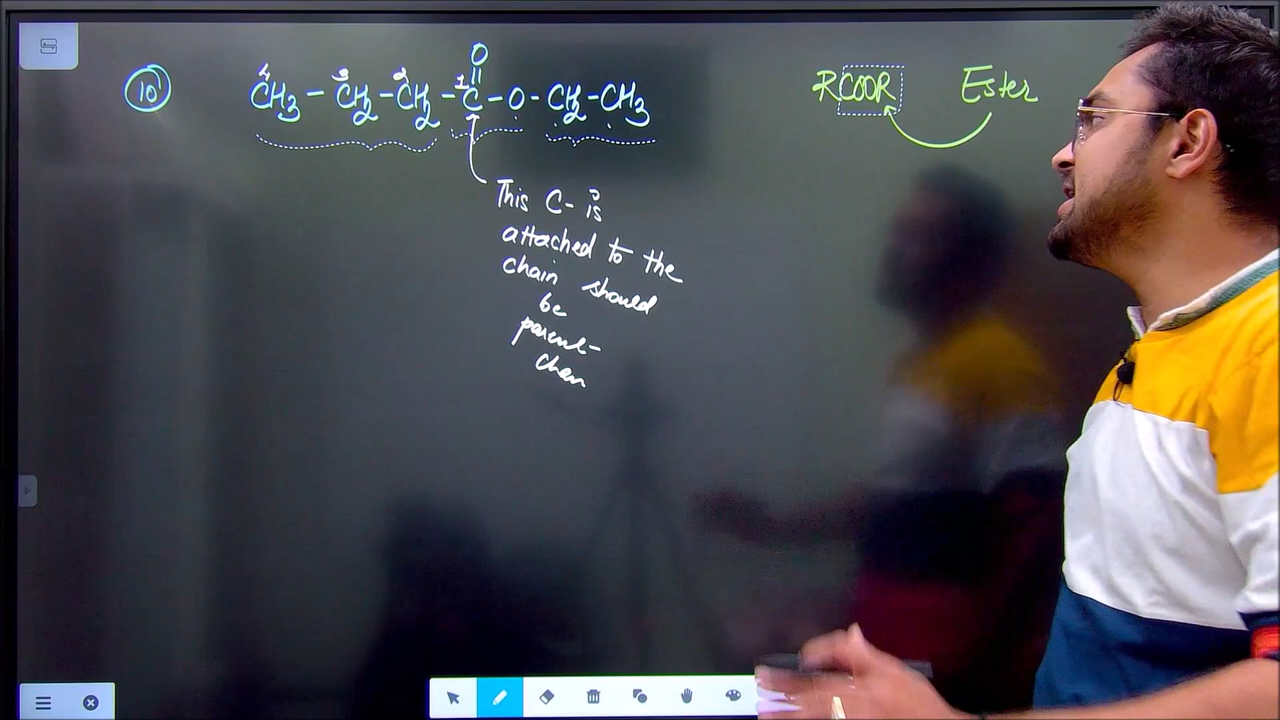 10
O
4 3 2 1
CH3 - CH2 - CH2 - C - O - CH2 - CH3
RCOOR Ester
This C- is
attached to the
chain should
be
parent
chain